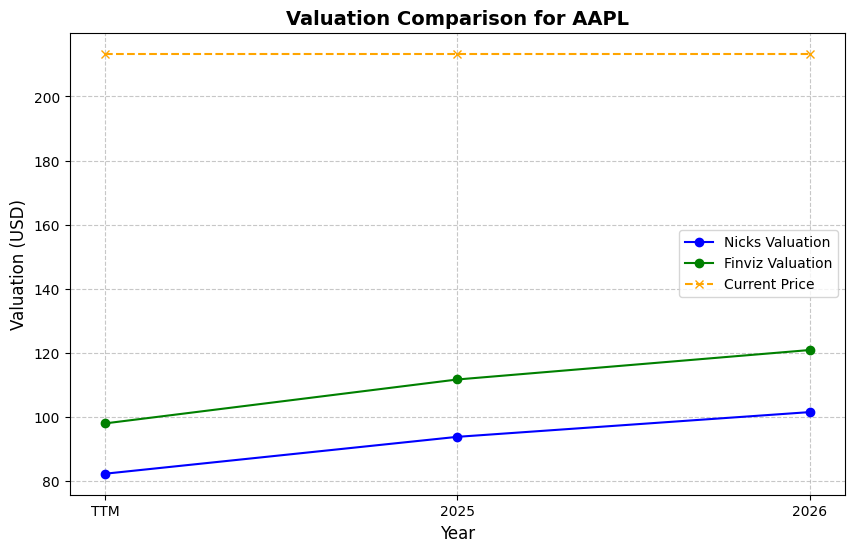 Valuation Comparison for AAPL
Valuation (USD)
200
180
160
140
120
100
80
Nicks Valuation
Finviz Valuation
Current Price
TTM
2025
2026
Year